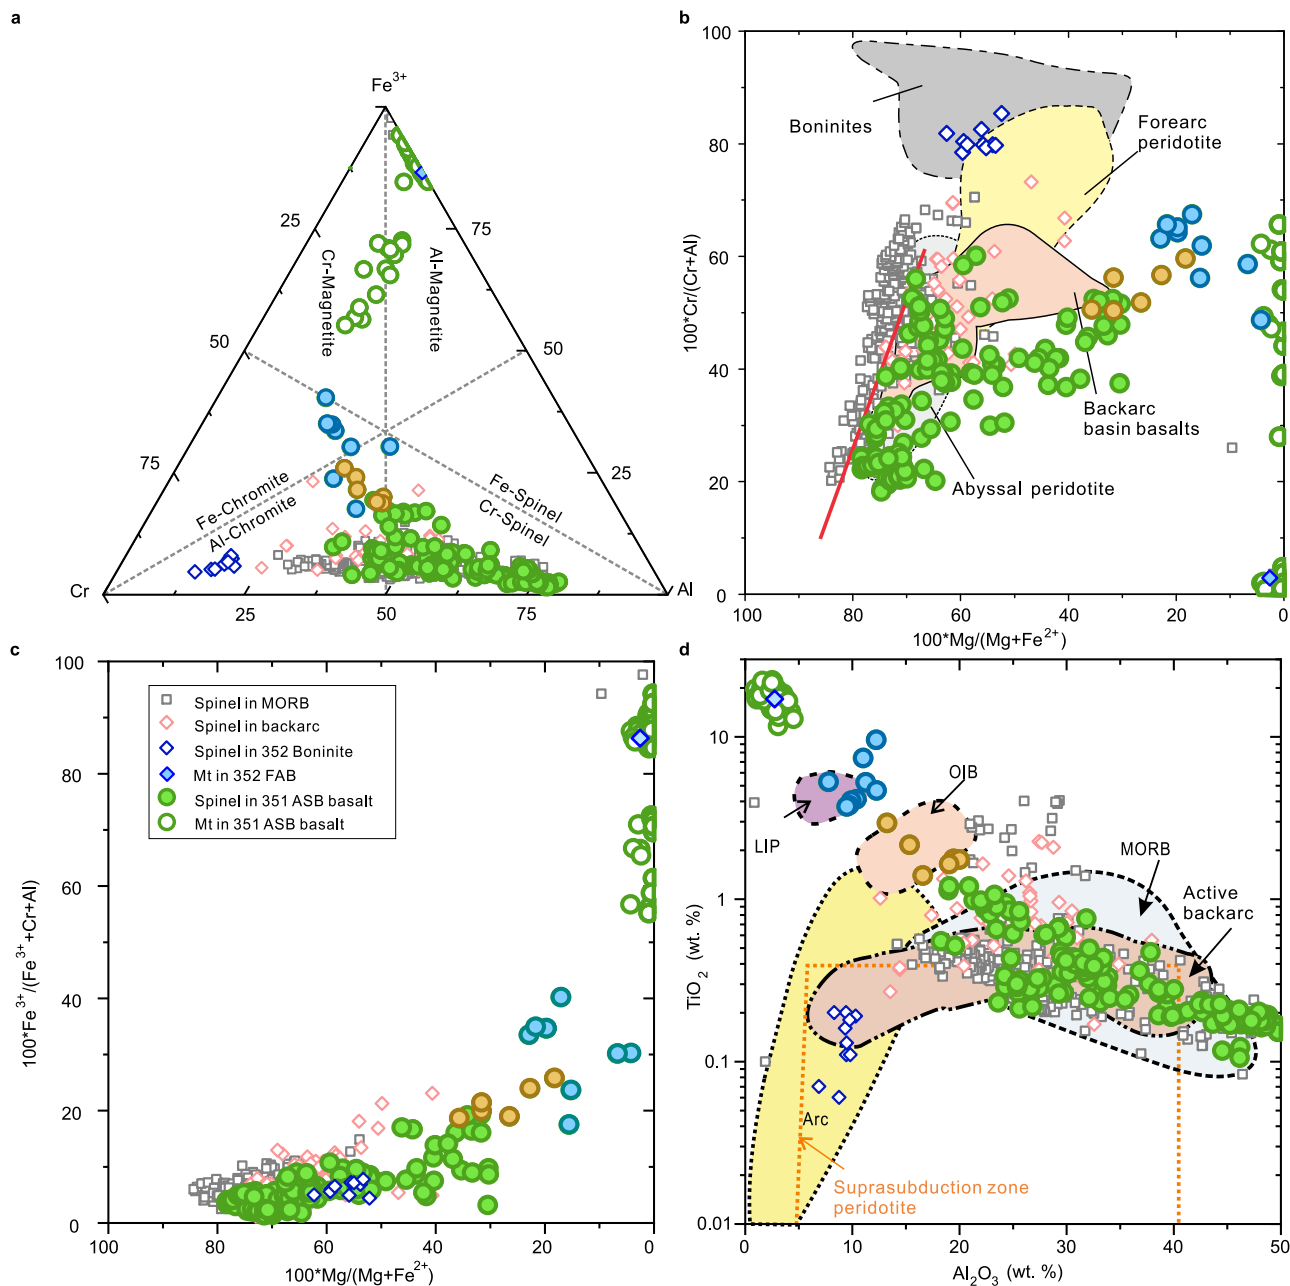 a
Fe3+
25
75
Cr-Magnetite
Al-Magnetite
50
50
75
25
Fe-Chromite
Al-Chromite
Fe-Spinel
Cr-Spinel
Cr
Al
25
50
75
b
100
80
60
40
20
0
100*Cr/(Cr+Al)
Boninites
Forearc
peridotite
Backarc
basin basalts
Abyssal peridotite
100
80
60
40
20
0
100*Mg/(Mg+Fe2+)
c
100
80
60
40
20
0
100*Fe3+/(Fe3++Cr+Al)
Spinel in MORB
Spinel in backarc
Spinel in 352 Boninite
Mt in 352 FAB
Spinel in 351 ASB basalt
Mt in 351 ASB basalt
100
80
60
40
20
0
100*Mg/(Mg+Fe2+)
d
10
1
0.1
0.01
TiO2 (wt. %)
OIB
LIP
MORB
Active
backarc
Arc
Suprasubduction zone
peridotite
0
10
20
30
40
50
Al2O3 (wt. %)